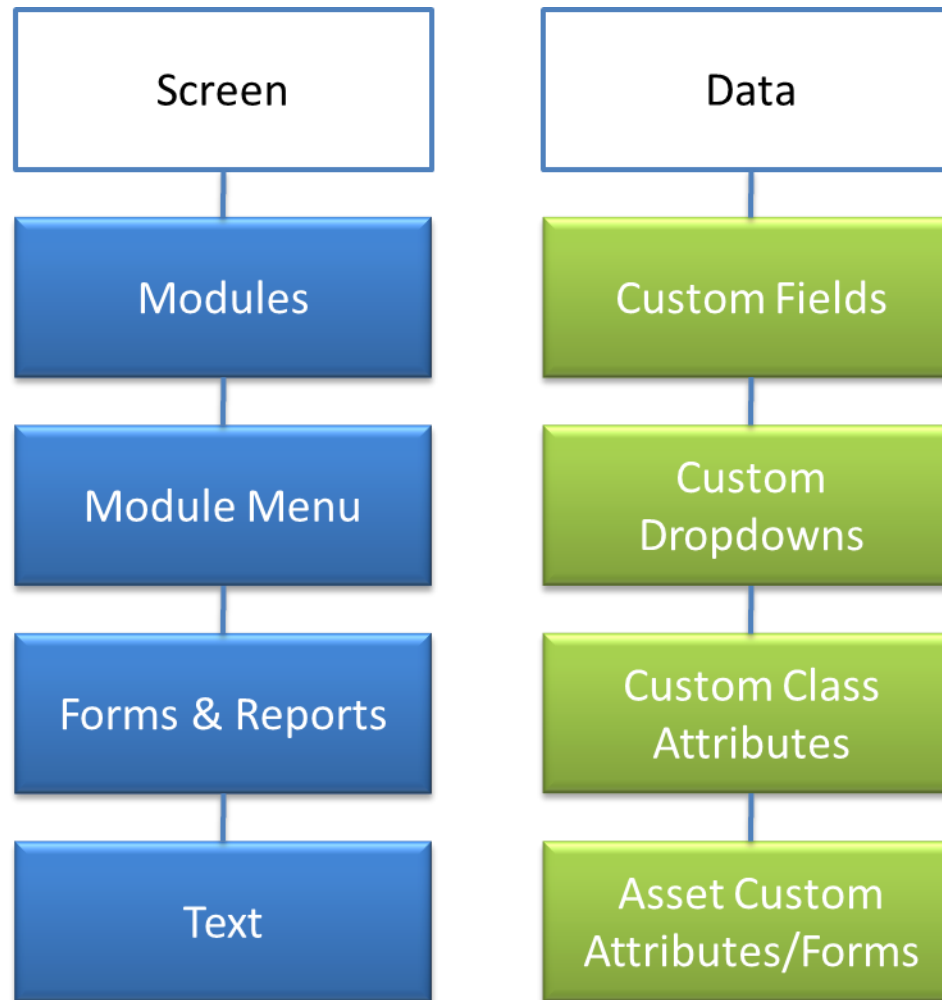 Screen
Modules
Module Menu
Forms & Reports
Text
Data
Custom Fields
Custom
Dropdowns
Custom Class
Attributes
Asset Custom
Attributes/Forms